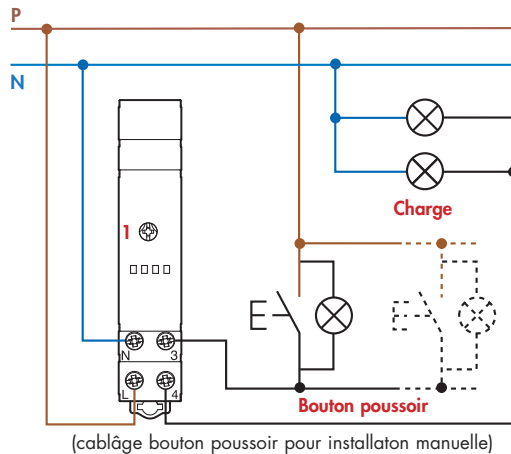 P
N
Charge
1
N
3
L
4
Bouton poussoir
(cablâge bouton poussoir pour installaton manuelle)